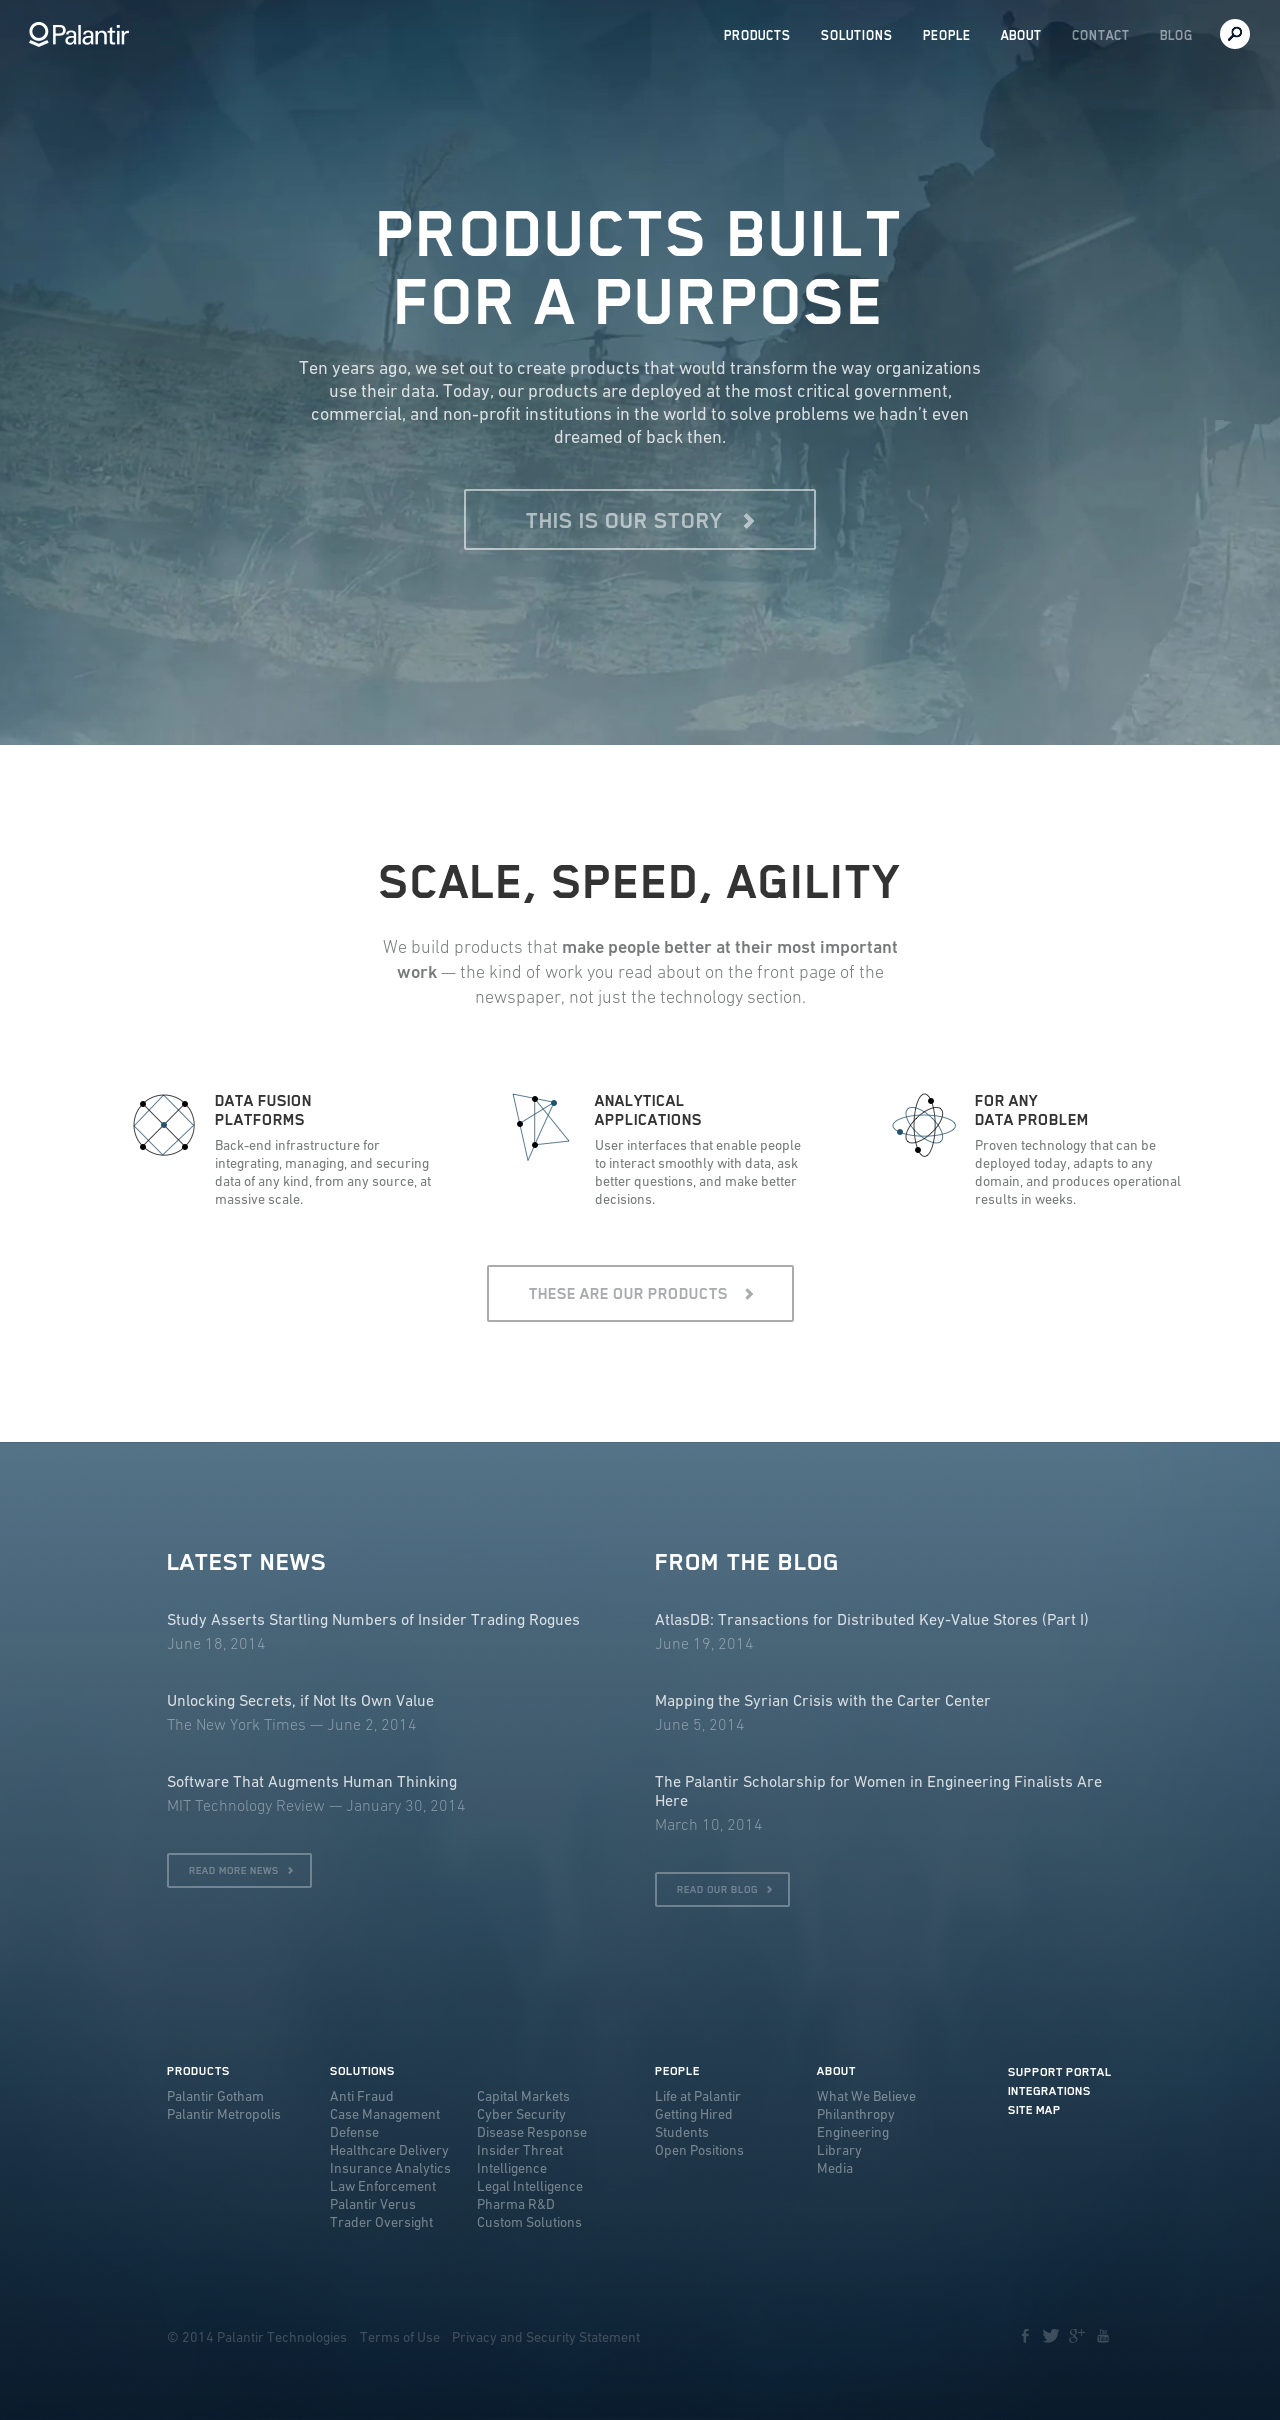 Palantir
PRODUCTS SOLUTIONS PEOPLE ABOUT CONTACT BLOG
PRODUCTS BUILT
FOR A PURPOSE
Ten years ago, we set out to create products that would transform the way organizations
use their data. Today, our products are deployed at the most critical government,
commercial, and non-profit institutions in the world to solve problems we hadn't even
dreamed of back then.
THIS IS OUR STORY
SCALE, SPEED, AGILITY
We build products that make people better at their most important
work — the kind of work you read about on the front page of the
newspaper, not just the technology section.
DATA FUSION
PLATFORMS
Back-end infrastructure for
integrating, managing, and securing
data of any kind, from any source, at
massive scale.
ANALYTICAL
APPLICATIONS
User interfaces that enable people
to interact smoothly with data, ask
better questions, and make better
decisions.
FOR ANY
DATA PROBLEM
Proven technology that can be
deployed today, adapts to any
domain, and produces operational
results in weeks.
THESE ARE OUR PRODUCTS
LATEST NEWS
Study Asserts Startling Numbers of Insider Trading Rogues
June 18, 2014
Unlocking Secrets, if Not Its Own Value
The New York Times — June 2, 2014
Software That Augments Human Thinking
MIT Technology Review — January 30, 2014
READ MORE NEWS
FROM THE BLOG
AtlasDB: Transactions for Distributed Key-Value Stores (Part I)
June 19, 2014
Mapping the Syrian Crisis with the Carter Center
June 5, 2014
The Palantir Scholarship for Women in Engineering Finalists Are
Here
March 10, 2014
READ OUR BLOG
PRODUCTS
Palantir Gotham
Palantir Metropolis
SOLUTIONS
Anti Fraud
Case Management
Defense
Healthcare Delivery
Insurance Analytics
Law Enforcement
Palantir Verus
Trader Oversight
Capital Markets
Cyber Security
Disease Response
Insider Threat
Intelligence
Legal Intelligence
Pharma R&D
Custom Solutions
PEOPLE
Life at Palantir
Getting Hired
Students
Open Positions
ABOUT
What We Believe
Philanthropy
Engineering
Library
Media
SUPPORT PORTAL
INTEGRATIONS
SITE MAP
© 2014 Palantir Technologies Terms of Use Privacy and Security Statement